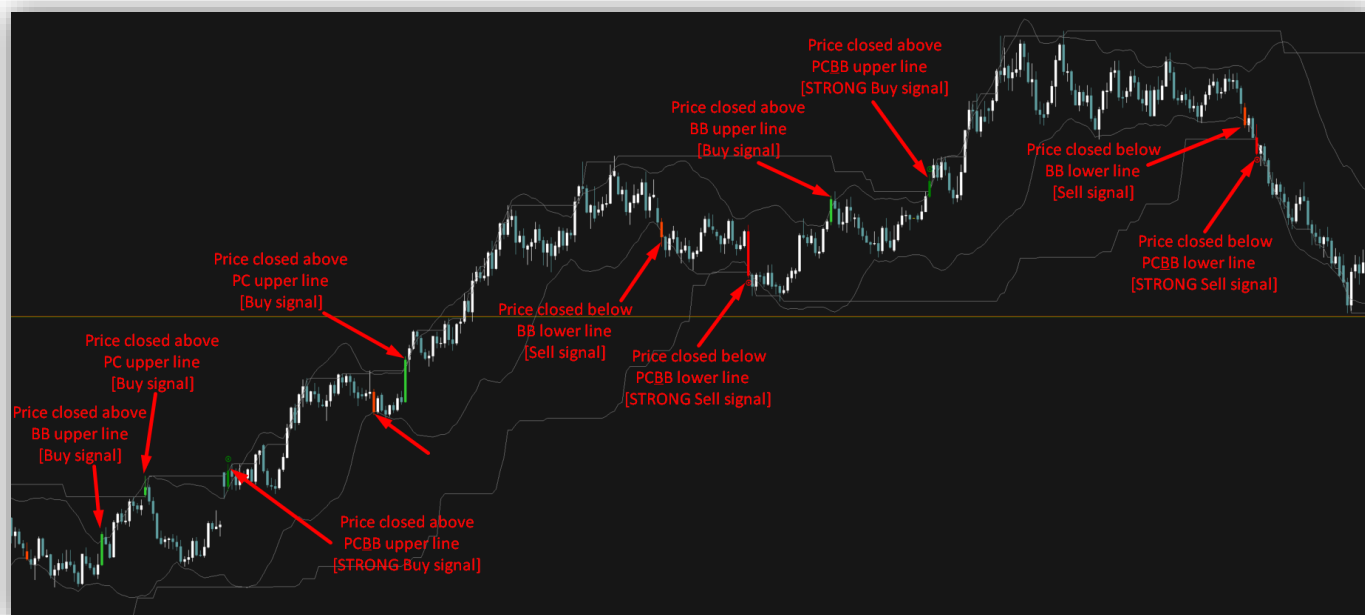 Price closed above
BB upper line
[Buy signal]
Price closed above
PC upper line
[Buy signal]
Price closed above
PCBB upper line
[STRONG Buy signal]
Price closed above
PC upper line
[Buy signal]
Price closed below
BB lower line
[Sell signal]
Price closed below
PCBB lower line
[STRONG Sell signal]
Price closed above
BB upper line
[Buy signal]
Price closed above
PCBB upper line
[STRONG Buy signal]
Price closed below
BB lower line
[Sell signal]
Price closed below
PCBB lower line
[STRONG Sell signal]